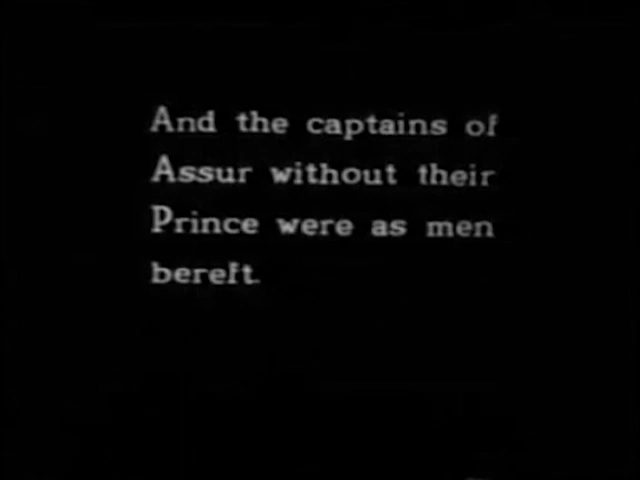 And the captains of
Assur without their
Prince were as men
bereft.